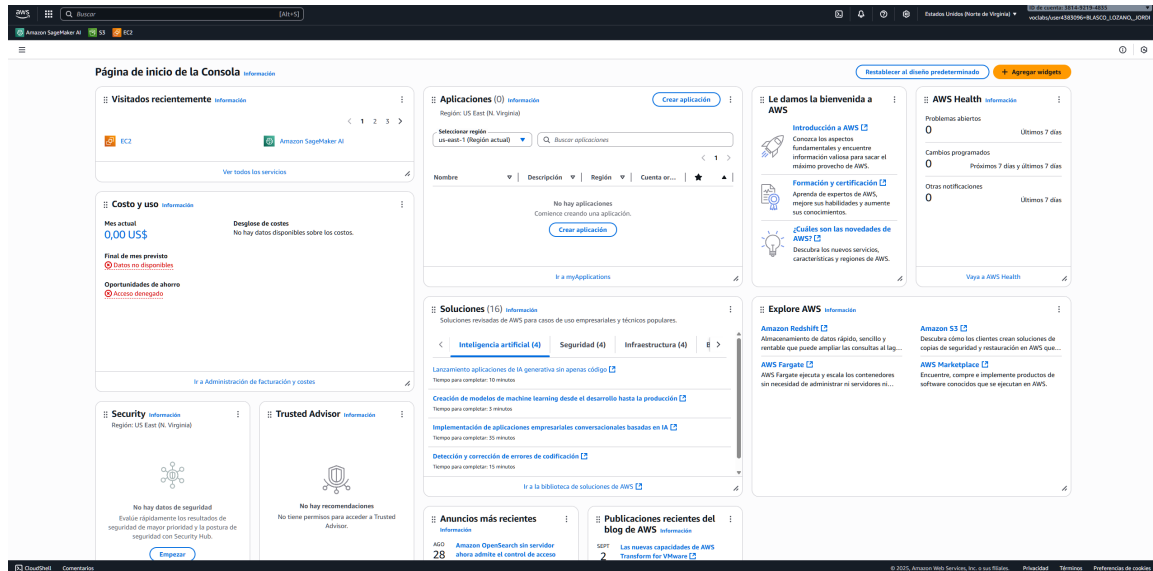 aws
Buscar
[Alt+S]
Estados Unidos (Norte de Virginia)
ID de cuenta: 3814-9219-4855
voclabs/user4383096=BLASCO_LOZANO,_JORDI
Amazon SageMaker AI
S3
EC2
Página de inicio de la Consola Información
Restablecer al diseño predeterminado
+ Agregar widgets
Visitados recientemente Información
1 2 3
EC2
Amazon SageMaker AI
Ver todos los servicios
Aplicaciones (0) Información
Crear aplicación
Región: US East (N. Virginia)
Seleccionar región
us-east-1 (Región actual)
Buscar aplicaciones
1
Nombre
Descripción
Región
Cuenta or...
No hay aplicaciones
Comience creando una aplicación.
Crear aplicación
Ir a myApplications
Le damos la bienvenida a
AWS
Introducción a AWS
Conozca los aspectos
fundamentales y encuentre
información valiosa para sacar el
máximo provecho de AWS.
Formación y certificación
Aprenda de expertos de AWS,
mejore sus habilidades y aumente
sus conocimientos.
¿Cuáles son las novedades de
AWS?
Descubra los nuevos servicios,
características y regiones de AWS.
AWS Health Información
Problemas abiertos
0
Últimos 7 días
Cambios programados
0
Próximos 7 días y últimos 7 días
Otras notificaciones
0
Últimos 7 días
Vaya a AWS Health
Costo y uso Información
Mes actual
0,00 US$
Final de mes previsto
Datos no disponibles
Oportunidades de ahorro
Acceso denegado
Desglose de costes
No hay datos disponibles sobre los costos.
Ir a Administración de facturación y costes
Soluciones (16) Información
Soluciones revisadas de AWS para casos de uso empresariales y técnicos populares.
Inteligencia artificial (4)
Seguridad (4)
Infraestructura (4)
Lanzamiento aplicaciones de IA generativa sin apenas código
Tiempo para completar: 10 minutos
Creación de modelos de machine learning desde el desarrollo hasta la producción
Tiempo para completar: 3 minutos
Implementación de aplicaciones empresariales conversacionales basadas en IA
Tiempo para completar: 35 minutos
Detección y corrección de errores de codificación
Tiempo para completar: 15 minutos
Ir a la biblioteca de soluciones de AWS
Explore AWS Información
Amazon Redshift
Almacenamiento de datos rápido, sencillo y
rentable que puede ampliar las consultas al lag...
AWS Fargate
AWS Fargate ejecuta y escala los contenedores
sin necesidad de administrar ni servidores ni...
Amazon S3
Descubra cómo los clientes crean soluciones de
copias de seguridad y restauración en AWS que...
AWS Marketplace
Encuentre, compre e implemente productos de
software conocidos que se ejecutan en AWS.
Security Información
Región: US East (N. Virginia)
No hay datos de seguridad
Evalúe rápidamente los resultados de
seguridad de mayor prioridad y la postura de
seguridad con Security Hub.
Empezar
Trusted Advisor Información
No hay recomendaciones
No tiene permisos para acceder a Trusted
Advisor.
Anuncios más recientes
Información
AGO
28
Amazon OpenSearch sin servidor
ahora admite el control de acceso
Publicaciones recientes del
blog de AWS Información
SEPT
2
Las nuevas capacidades de AWS
Transform for VMware
CloudShell
Comentarios
© 2025, Amazon Web Services, Inc. o sus filiales.
Privacidad
Términos
Preferencias de cookies